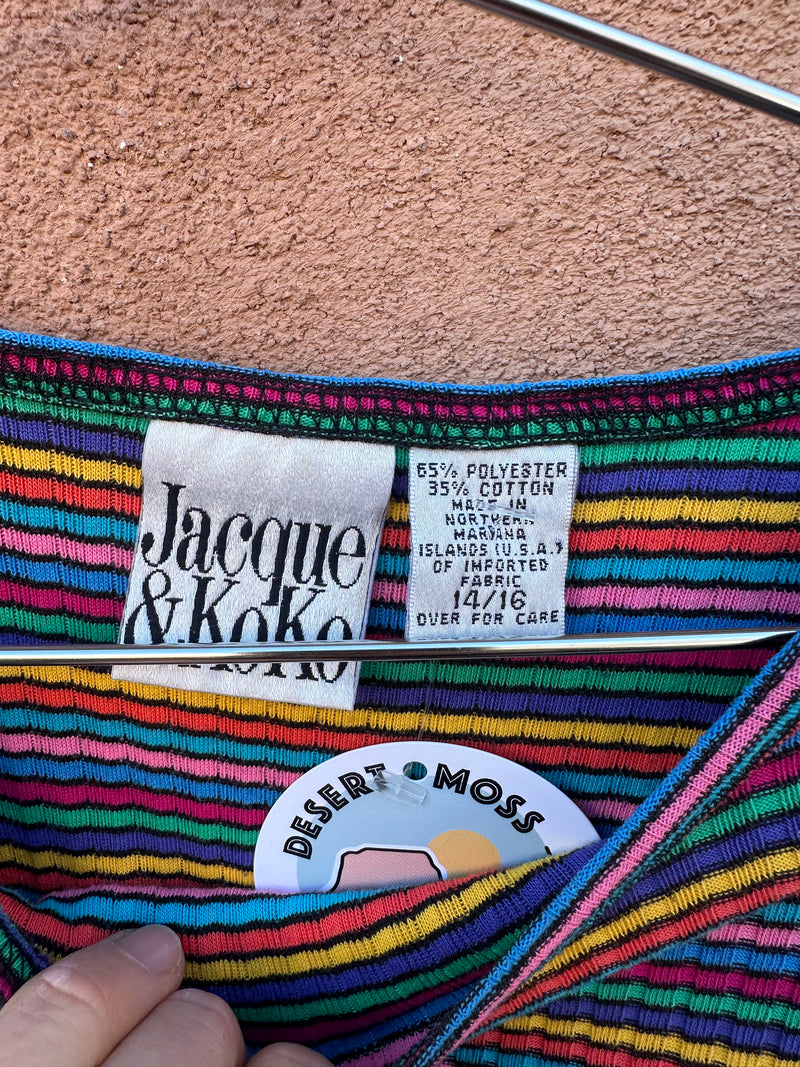 Jacque
& KoKo
65% POLYESTER
35% COTTON
MADE IN
NORTHERN
MARIANA
ISLANDS (U.S.A.)
OF IMPORTED
FABRIC
14/16
OVER FOR CARE
DESERT MOSS